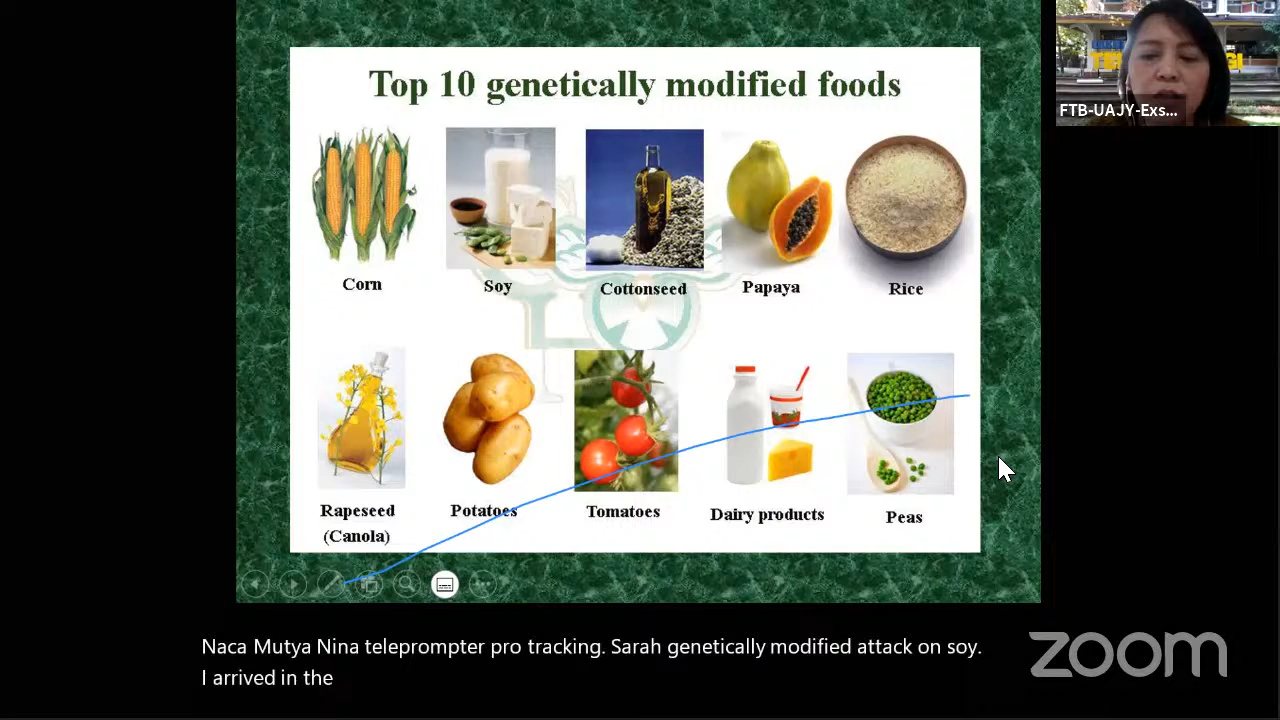 Top 10 genetically modified foods
Corn
Soy
Cottonseed
Papaya
Rice
Rapeseed
(Canola)
Potatoes
Tomatoes
Dairy products
Peas
FTB-UAJY-Exs...
Naca Mutya Nina teleprompter pro tracking. Sarah genetically modified attack on soy.
I arrived in the
zoom